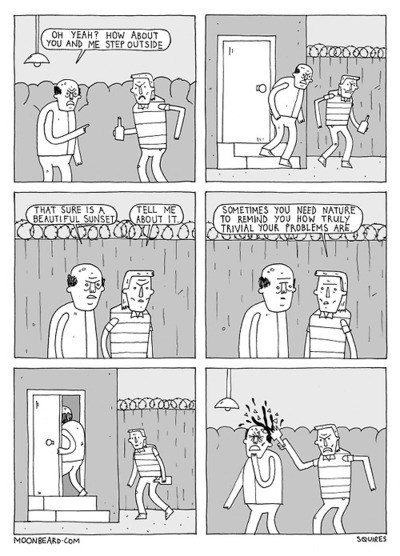 OH YEAH? HOW ABOUT
YOU AND ME STEP OUTSIDE
THAT SURE IS A
BEAUTIFUL SUNSET
TELL ME
ABOUT IT.
SOMETIMES YOU NEED NATURE
TO REMIND YOU HOW TRULY
TRIVIAL YOUR PROBLEMS ARE
MOONBEARD.COM
SQUIRES